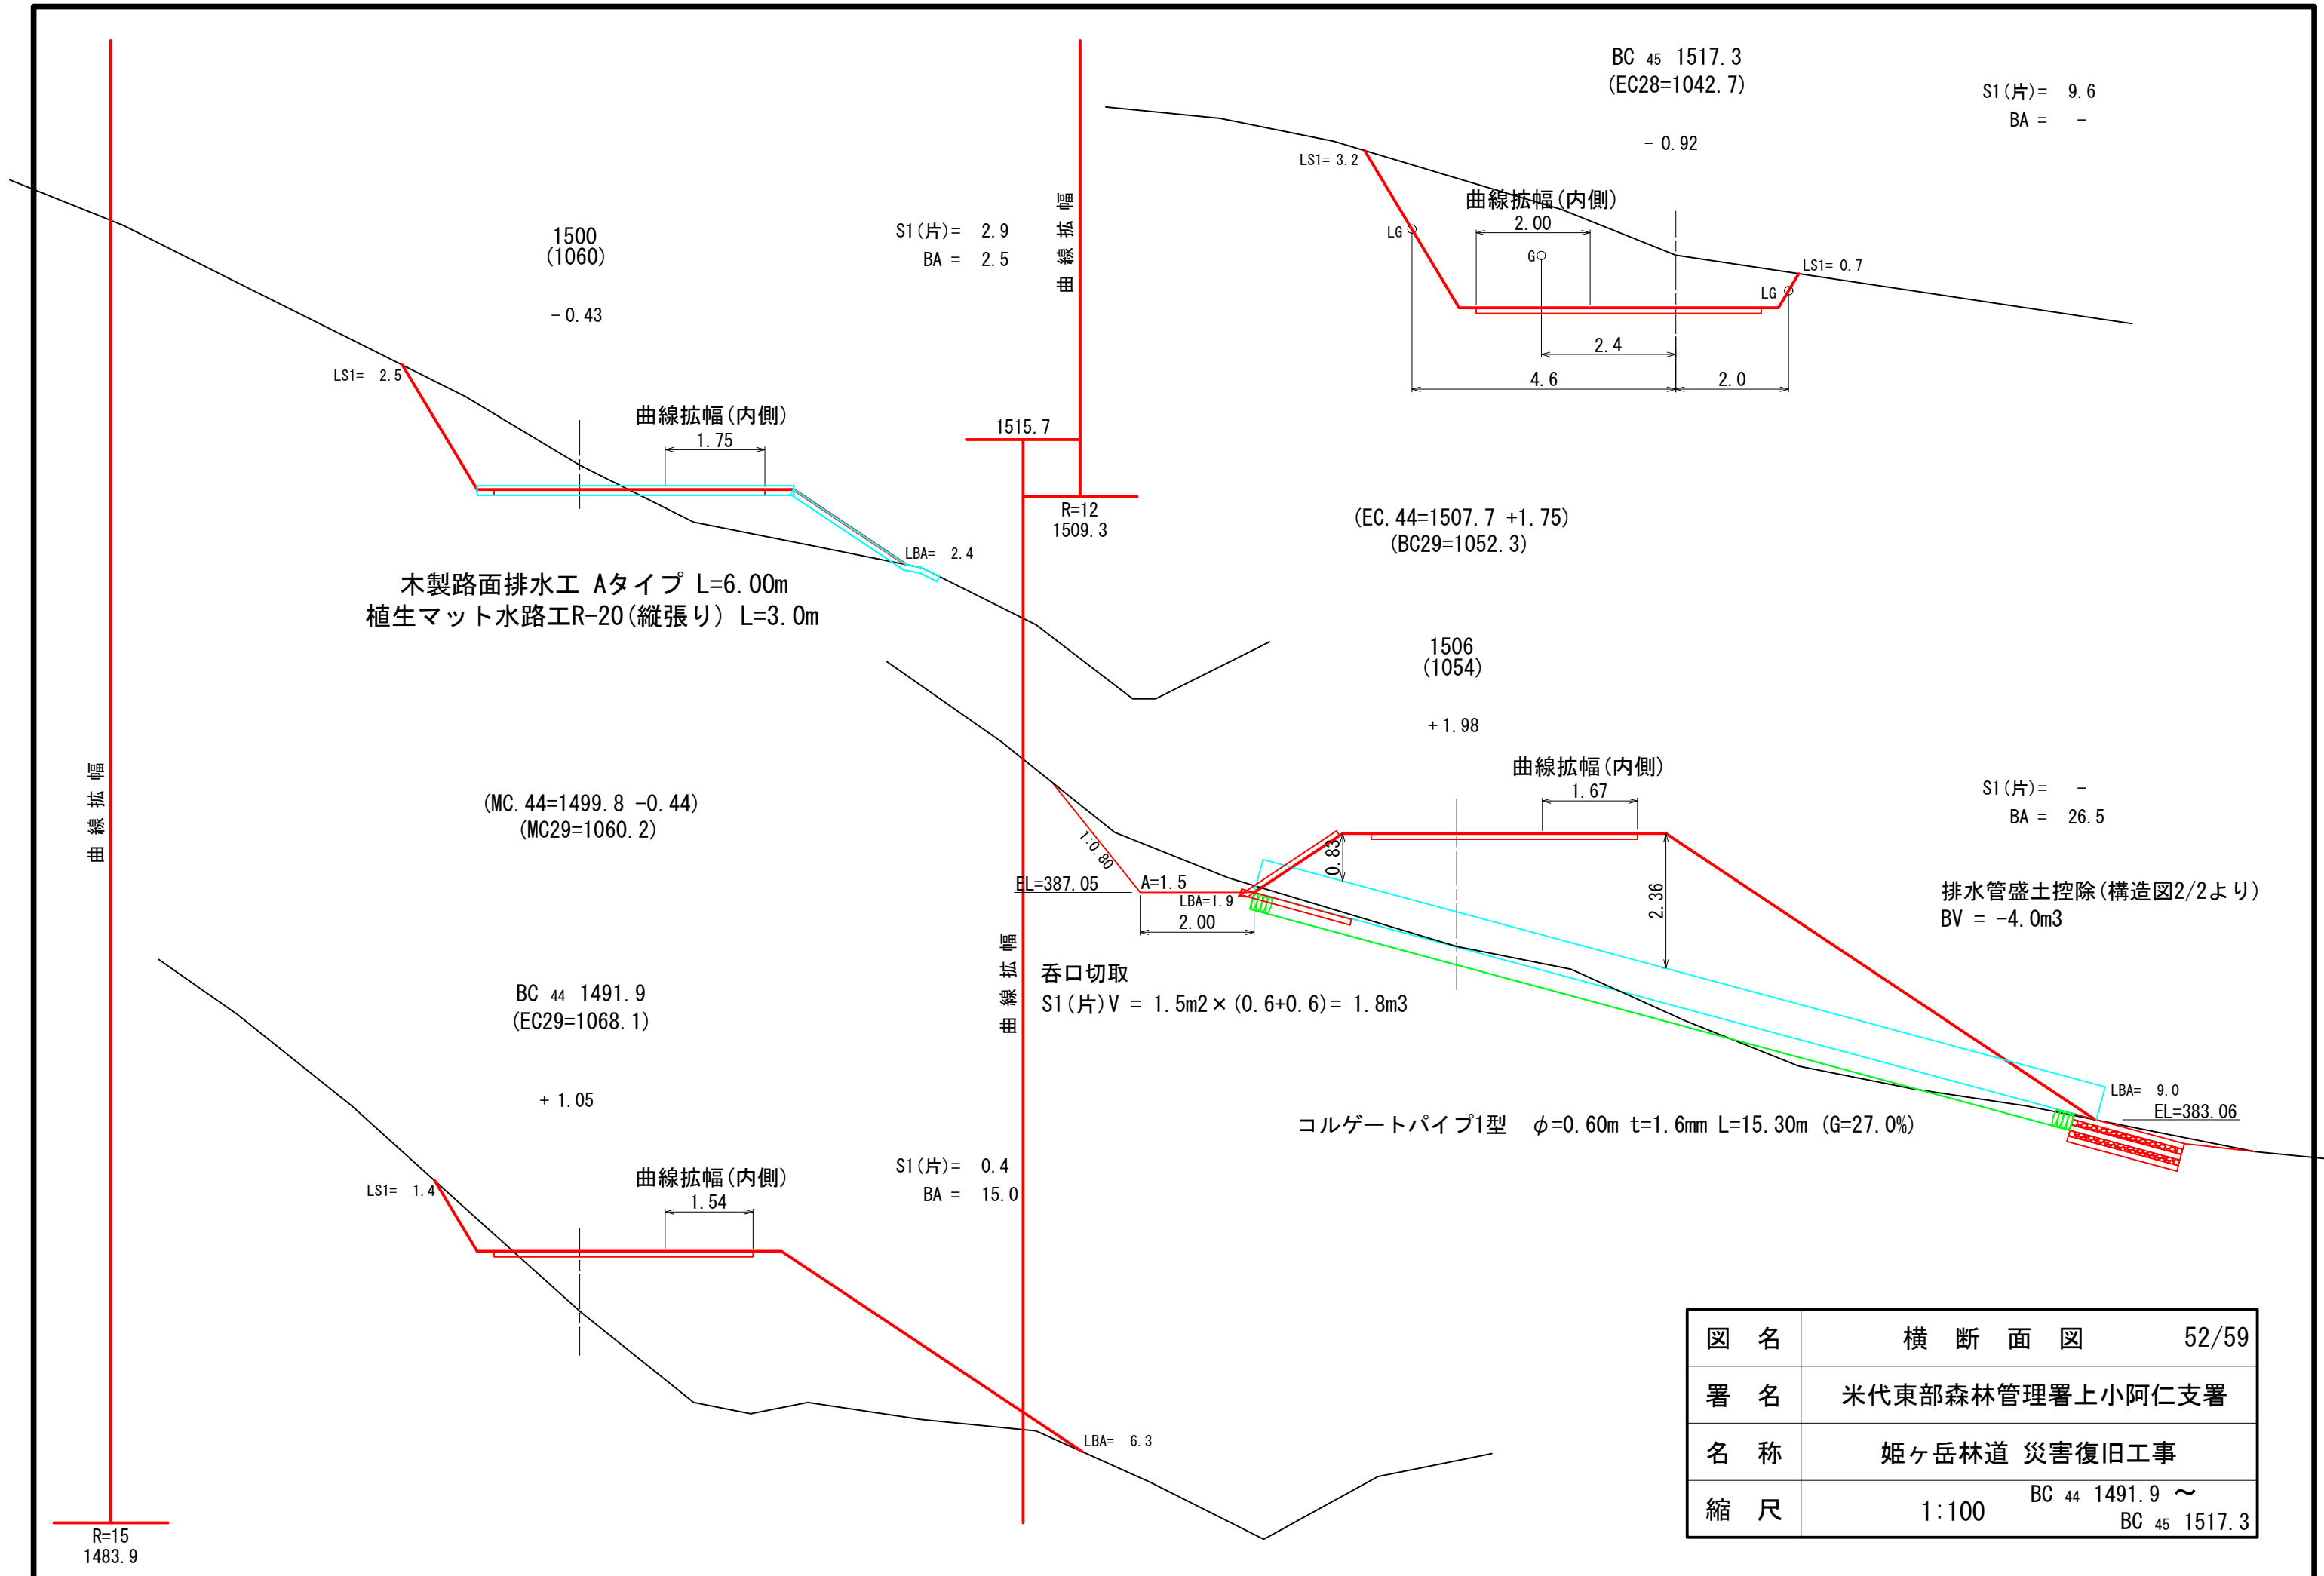 1500
(1060)
-0.43
S1(片)= 2.9
BA = 2.5
LS1= 2.5
曲線拡幅(内側)
1.75
LBA= 2.4
木製路面排水工 Aタイプ L=6.00m
植生マット水路工R-20(縦張り) L=3.0m
曲線拡幅
(MC.44=1499.8 -0.44)
(MC29=1060.2)
BC 44 1491.9
(EC29=1068.1)
+ 1.05
S1(片)= 0.4
BA = 15.0
LS1= 1.4
曲線拡幅(内側)
1.54
LBA= 6.3
R=15
1483.9
曲線拡幅
1515.7
R=12
1509.3
曲線拡幅
BC 45 1517.3
(EC28=1042.7)
- 0.92
S1(片)= 9.6
BA = -
LS1= 3.2
曲線拡幅(内側)
2.00
LG
G
LS1= 0.7
LG
2.4
4.6
2.0
(EC.44=1507.7 +1.75)
(BC29=1052.3)
1506
(1054)
+1.98
曲線拡幅(内側)
1.67
S1(片)= -
BA = 26.5
1:0.80
0.83
2.36
EL=387.05
A=1.5
LBA=1.9
2.00
排水管盛土控除(構造図2/2より)
BV = -4.0m3
呑口切取
S1(片)V = 1.5m2×(0.6+0.6)= 1.8m3
LBA= 9.0
EL=383.06
コルゲートパイプ1型 φ=0.60m t=1.6mm L=15.30m (G=27.0%)
図名 横断面図 52/59
署名 米代東部森林管理署上小阿仁支署
名称 姫ヶ岳林道 災害復旧工事
縮尺 1:100 BC 44 1491.9 ～
BC 45 1517.3